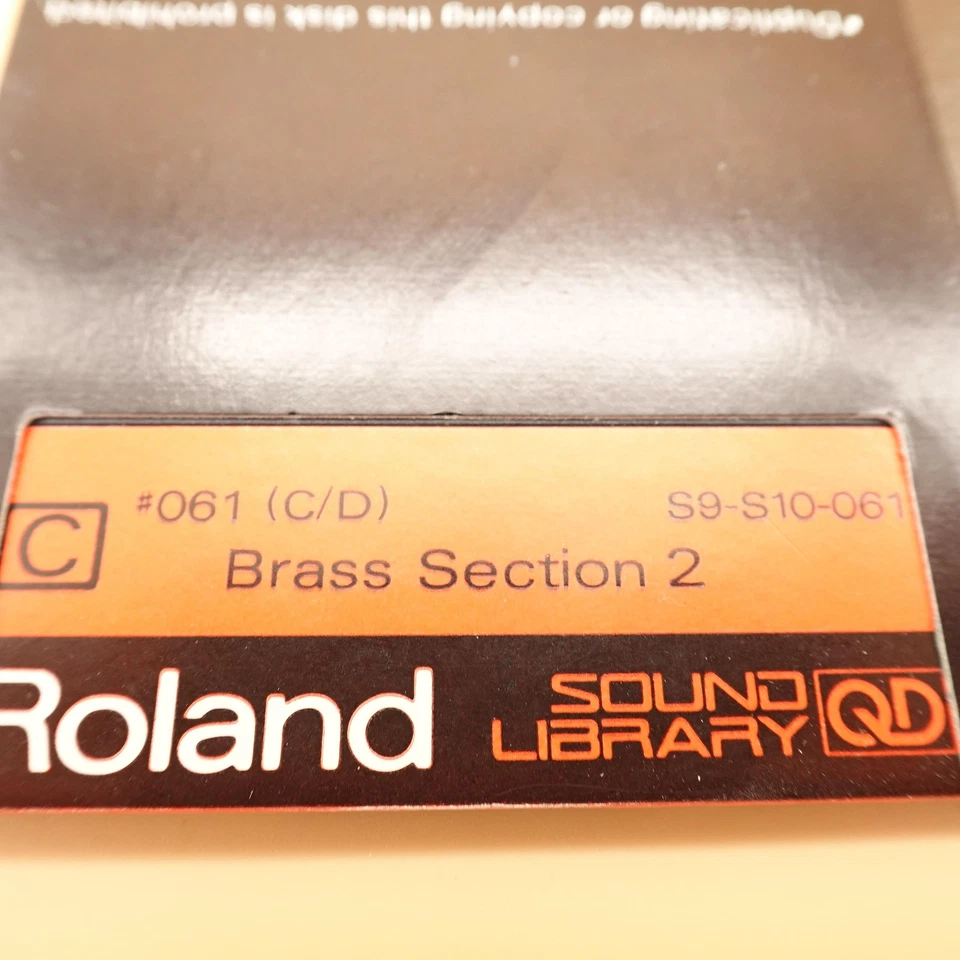 *Duplicating or copying this disk is prohibited.
C
#061 (C/D) S9-S10-061
Brass Section 2
Roland
SOUND
LIBRARY
QD